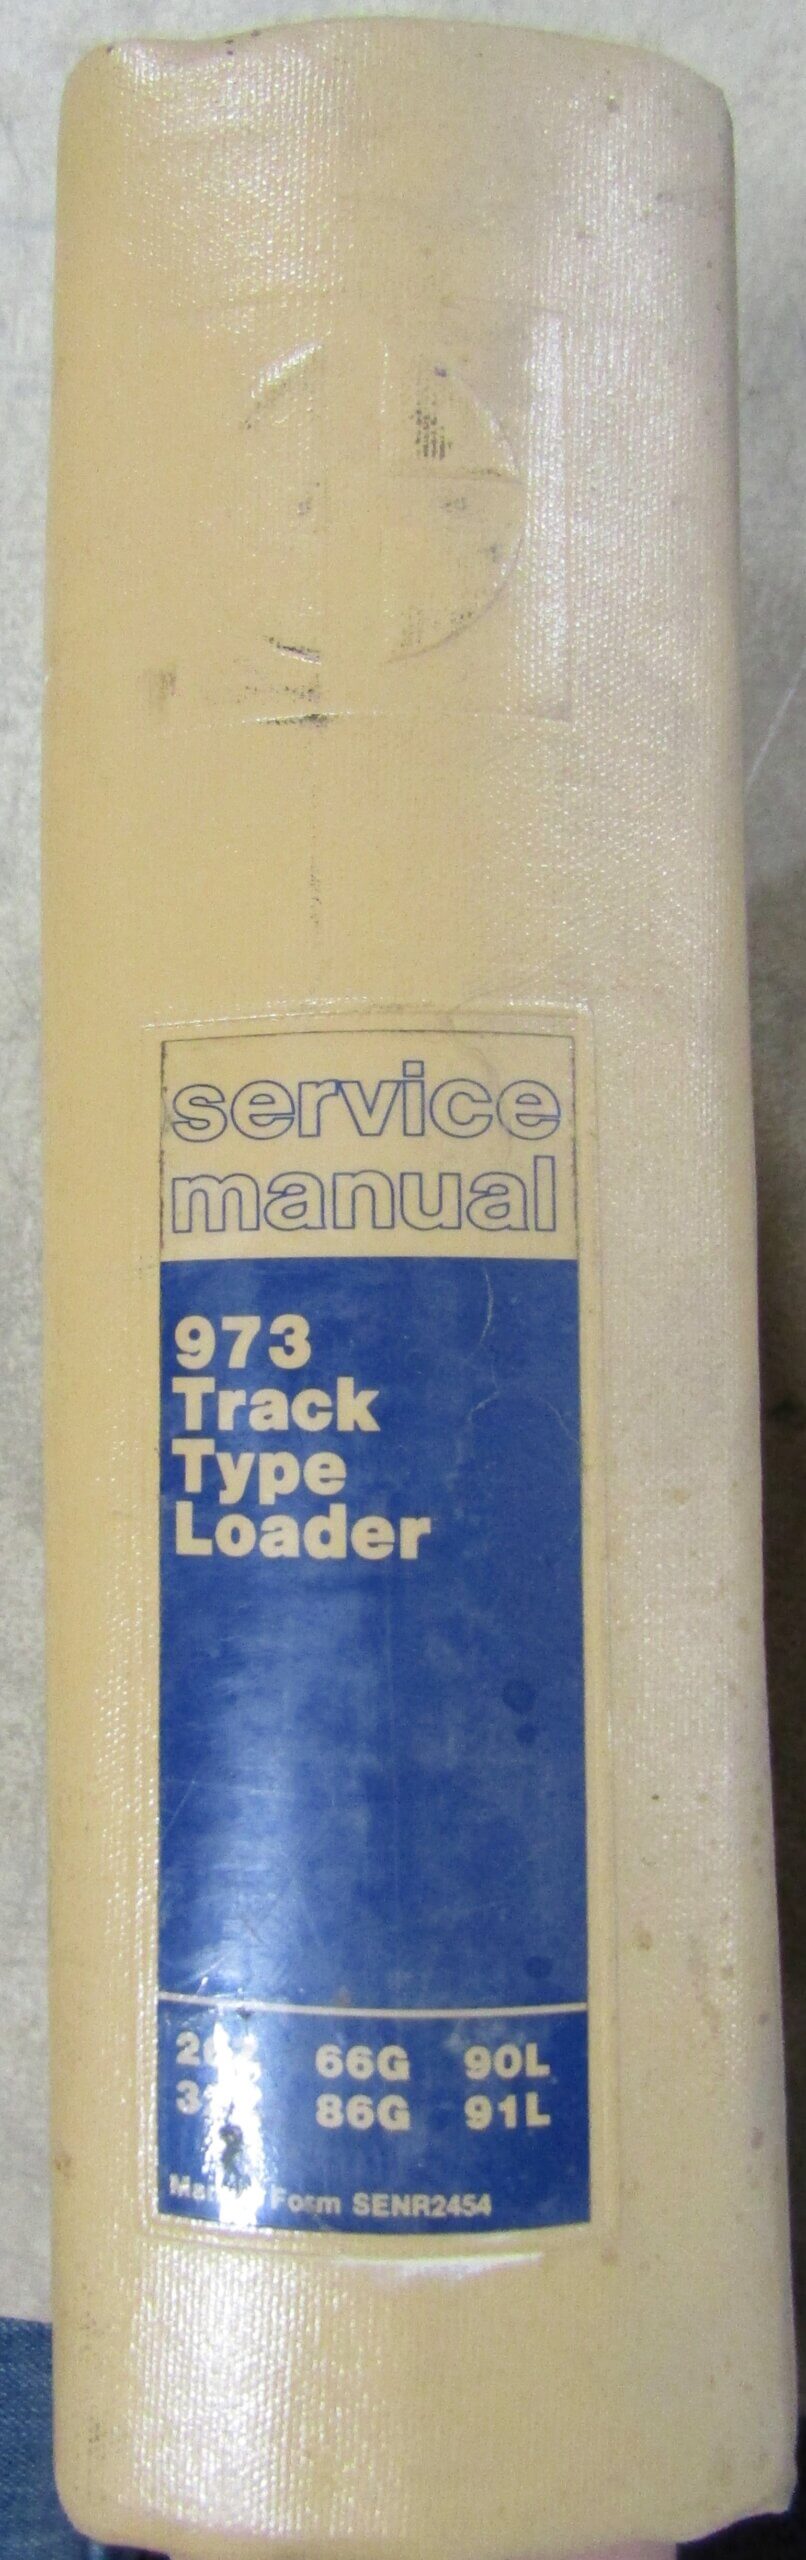 service
manual
973
Track
Type
Loader
66G 90L
86G 91L
Form SENR2454